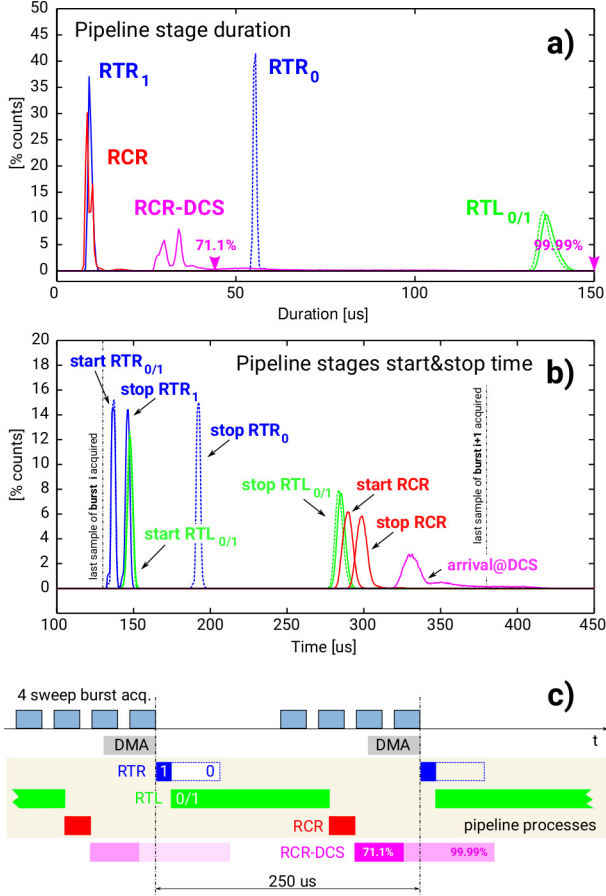 Pipeline stage duration
a)
50
45
40
35
30
25
20
15
10
5
0
[% counts]
RTR1
RTR0
RCR
RCR-DCS
RTL0/1
71.1%
99.99%
0
50
100
150
Duration [us]
Pipeline stages start&stop time
b)
20
18
16
14
12
10
8
6
4
2
0
[% counts]
start RTR0/1
stop RTR1
stop RTR0
stop RTL0/1
start RCR
start RTL0/1
stop RCR
arrival@DCS
last sample of burst i acquired
last sample of burst i+1 acquired
100
150
200
250
300
350
400
450
Time [us]
c)
4 sweep burst acq.
t
DMA
DMA
RTR
1
0
RTL
0/1
RCR
pipeline processes
RCR-DCS
71.1%
99.99%
250 us